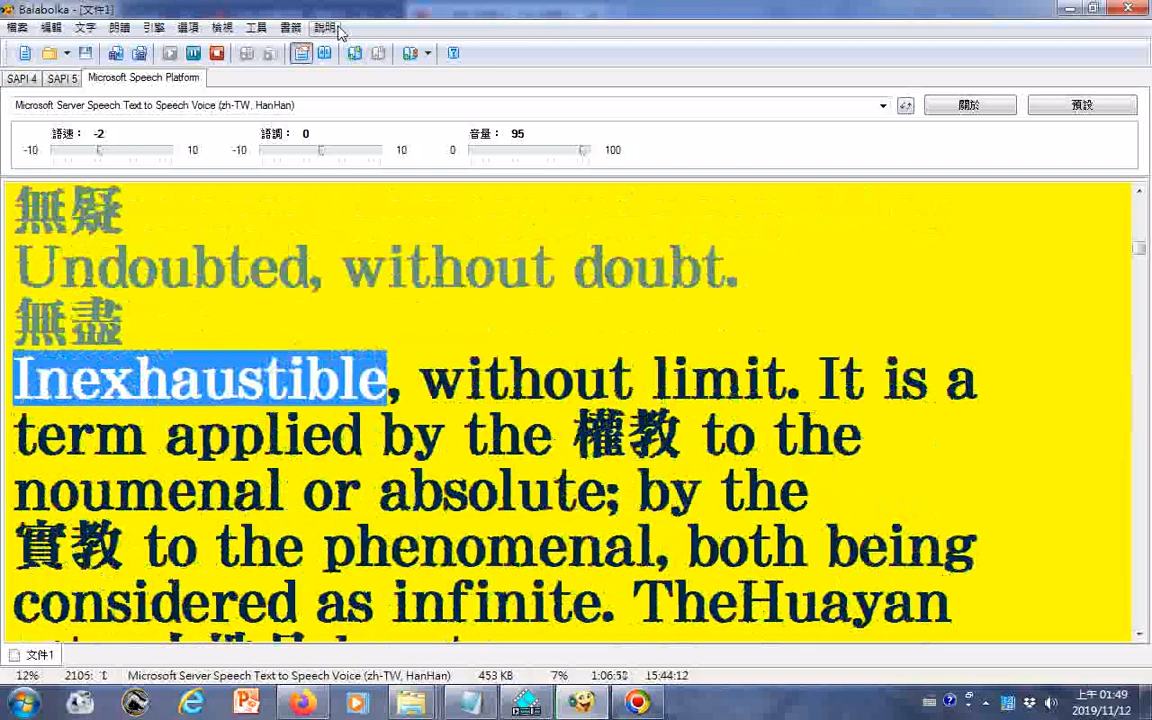 Balabolka - [文件1]
檔案 編輯 文字 朗讀 引擎 選項 檢視 工具 書籤 說明
SAPI 4 SAPI 5 Microsoft Speech Platform
Microsoft Server Speech Text to Speech Voice (zh-TW, HanHan) 關於 預設
語速： -2 語調： 0 音量： 95
-10 10 -10 10 0 100
無疑
Undoubted, without doubt.
無盡
Inexhaustible, without limit. It is a
term applied by the 權教 to the
noumenal or absolute; by the
實教 to the phenomenal, both being
considered as infinite. TheHuayan
文件1
12% Microsoft Server Speech Text to Speech Voice (zh-TW, HanHan) 453 KB 7% 15:44:12
上午 01:49
2019/11/12